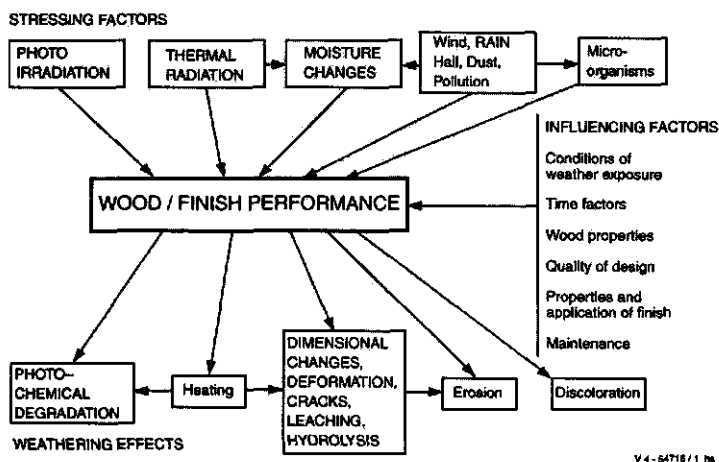 STRESSING FACTORS
PHOTO
IRRADIATION
THERMAL
RADIATION
MOISTURE
CHANGES
Wind, RAIN
Hail, Dust,
Pollution
Micro-
organisms
INFLUENCING FACTORS
Conditions of
weather exposure
Time factors
Wood properties
Quality of design
Properties and
application of finish
Maintenance
WOOD / FINISH PERFORMANCE
PHOTO-
CHEMICAL
DEGRADATION
Heating
DIMENSIONAL
CHANGES,
DEFORMATION,
CRACKS,
LEACHING,
HYDROLYSIS
Erosion
Discoloration
WEATHERING EFFECTS